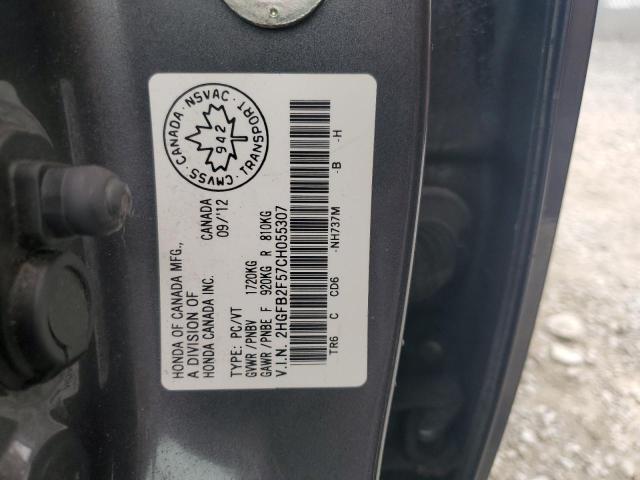 HONDA OF CANADA MFG., CANADA
A DIVISION OF 09/'12
HONDA CANADA INC.
CMVSS · CANADA · NSVAC · TRANSPORT ·
942
TYPE: PC/VT
GVWR /PNBV 1720KG
GAWR /PNBE F 920KG R 810KG
V.I.N. 2HGFB2F57CH055307
TR6 C CD6 -NH737M -B -H